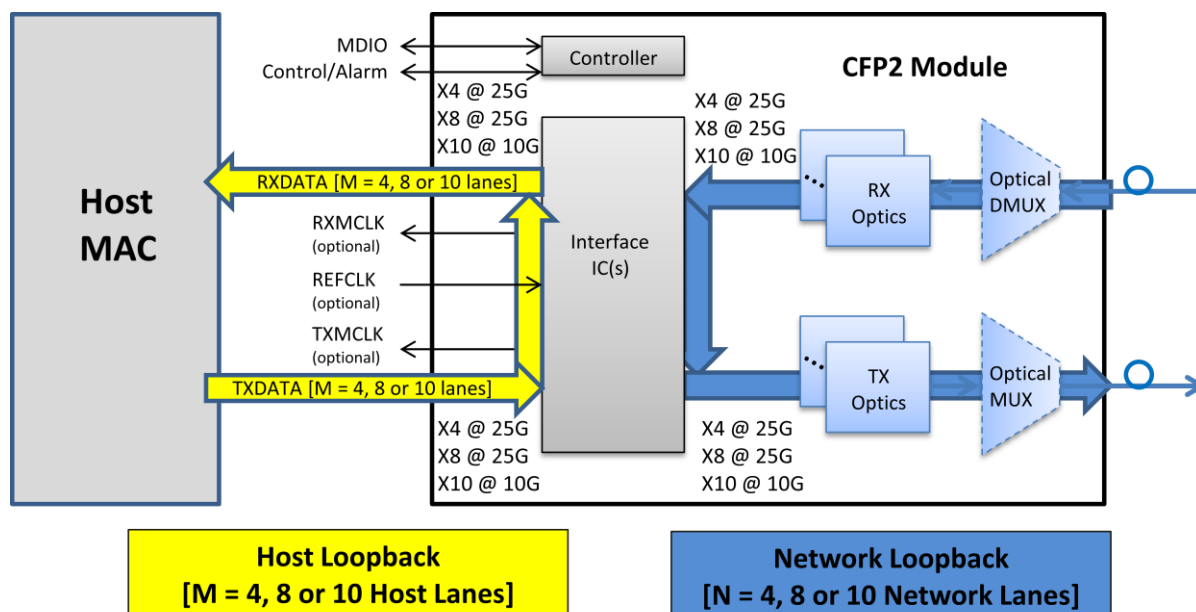 MDIO
Control/Alarm
Controller
CFP2 Module
X4 @ 25G
X8 @ 25G
X10 @ 10G
X4 @ 25G
X8 @ 25G
X10 @ 10G
Host
MAC
RXDATA [M = 4, 8 or 10 lanes]
RXMCLK
(optional)
REFCLK
(optional)
TXMCLK
(optional)
TXDATA [M = 4, 8 or 10 lanes]
Interface
IC(s)
RX
Optics
Optical
DMUX
TX
Optics
Optical
MUX
X4 @ 25G
X8 @ 25G
X10 @ 10G
X4 @ 25G
X8 @ 25G
X10 @ 10G
Host Loopback
[M = 4, 8 or 10 Host Lanes]
Network Loopback
[N = 4, 8 or 10 Network Lanes]